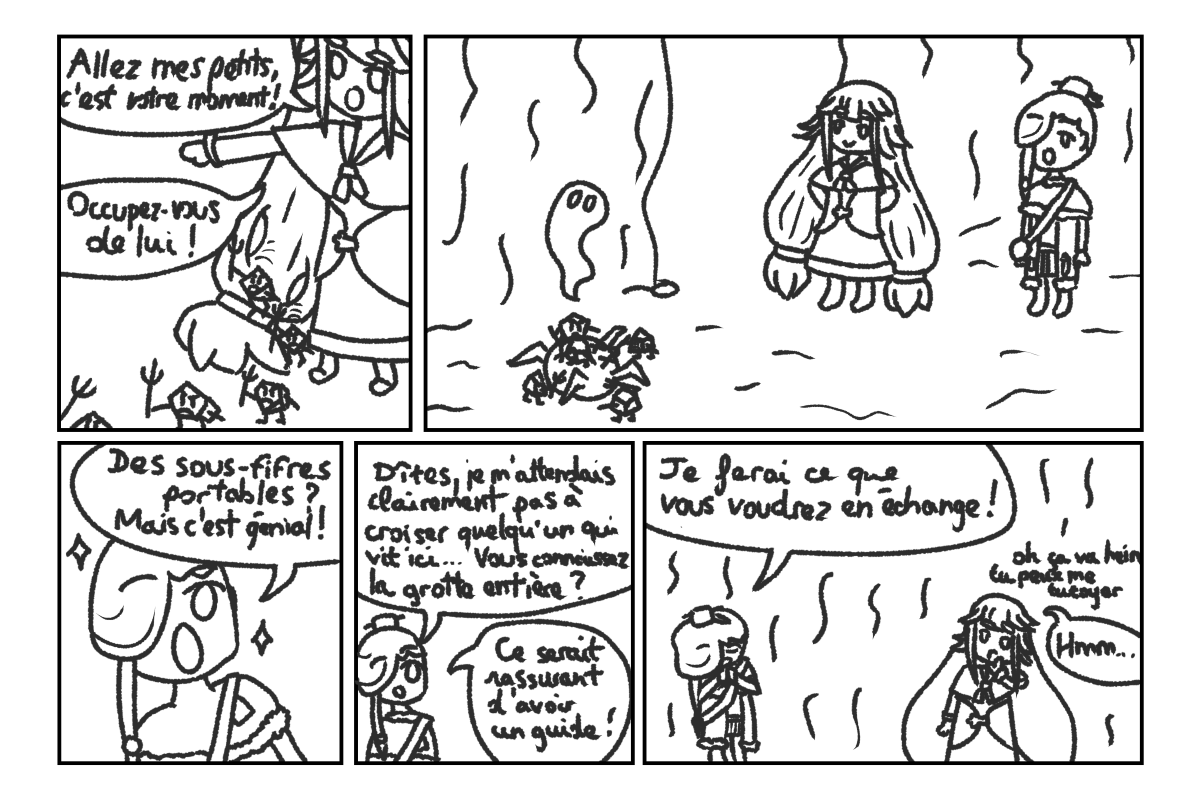 Allez mes petits,
c'est votre moment!
Occupez-vous
de lui !
Des sous-fifres
portables ?
Mais c'est génial !
Dîtes, je m'attendais
clairement pas à
croiser quelqu'un qui
vit ici... Vous connaissez
la grotte entière ?
Ce serait
rassurant
d'avoir
un guide !
Je ferai ce que
vous voudrez en échange !
oh ça va hein
tu peux me
tutoyer
Hmm...